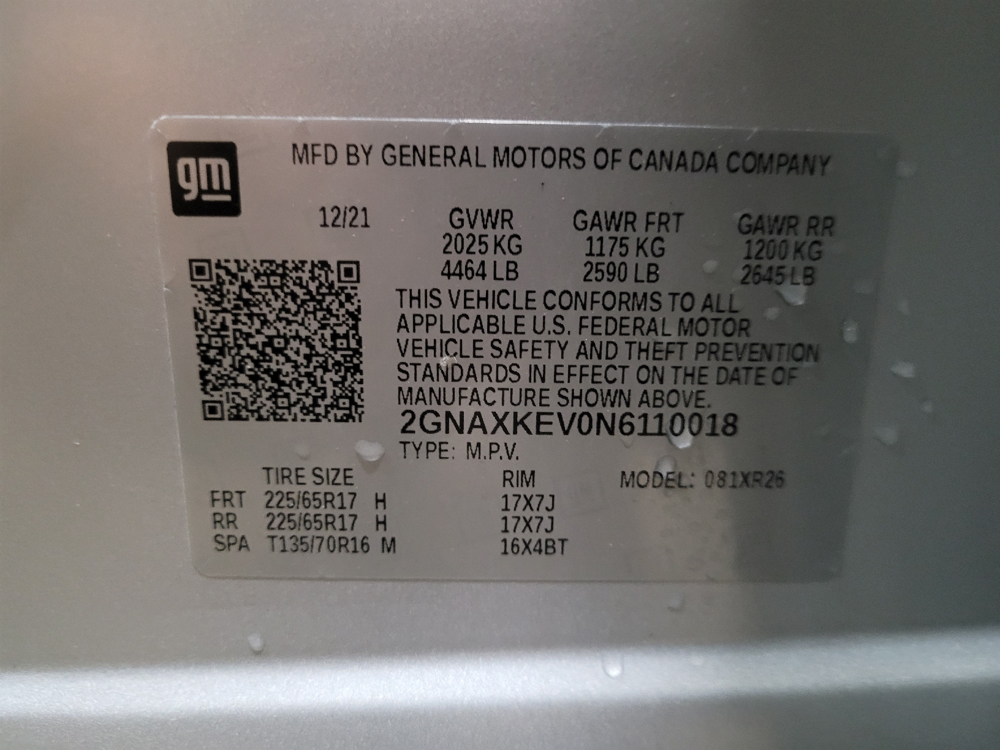 gm
MFD BY GENERAL MOTORS OF CANADA COMPANY
12/21 GVWR GAWR FRT GAWR RR
2025 KG 1175 KG 1200 KG
4464 LB 2590 LB 2645 LB
THIS VEHICLE CONFORMS TO ALL
APPLICABLE U.S. FEDERAL MOTOR
VEHICLE SAFETY AND THEFT PREVENTION
STANDARDS IN EFFECT ON THE DATE OF
MANUFACTURE SHOWN ABOVE.
2GNAXKEV0N6110018
TYPE: M.P.V.
TIRE SIZE RIM MODEL: 081XR26
FRT 225/65R17 H 17X7J
RR 225/65R17 H 17X7J
SPA T135/70R16 M 16X4BT